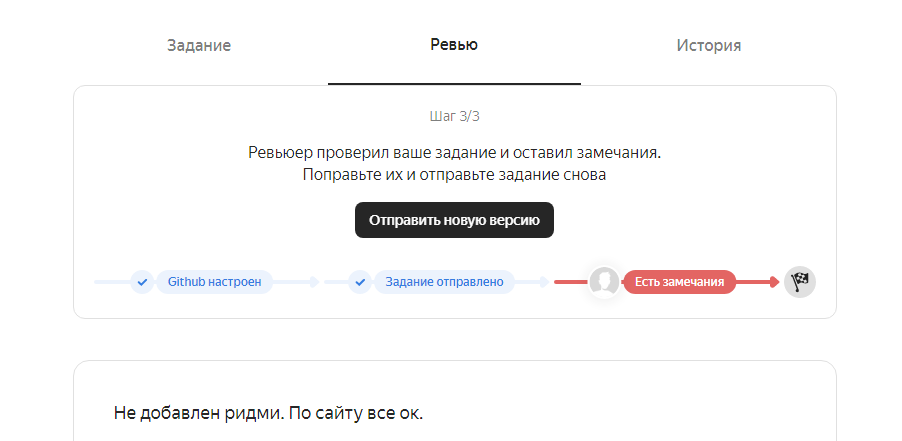 Задание
Ревью
История
Шаг 3/3
Ревьюер проверил ваше задание и оставил замечания.
Поправьте их и отправьте задание снова
Отправить новую версию
Github настроен
Задание отправлено
Есть замечания
Не добавлен ридми. По сайту все ок.